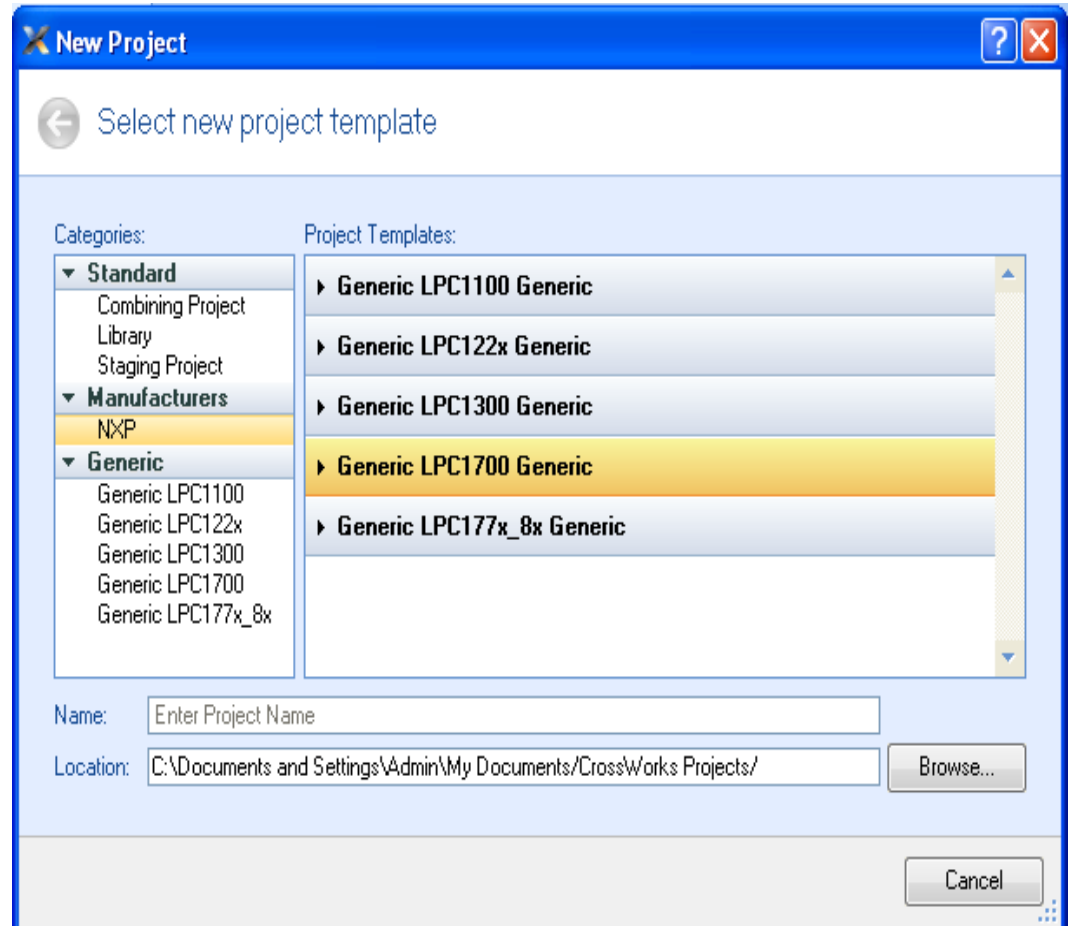 New Project
Select new project template
Categories:
Project Templates:
Standard
Combining Project
Library
Staging Project
Manufacturers
NXP
Generic
Generic LPC1100
Generic LPC122x
Generic LPC1300
Generic LPC1700
Generic LPC177x_8x
Generic LPC1100 Generic
Generic LPC122x Generic
Generic LPC1300 Generic
Generic LPC1700 Generic
Generic LPC177x_8x Generic
Name: Enter Project Name
Location: C:\Documents and Settings\Admin\My Documents/CrossWorks Projects/ Browse...
Cancel